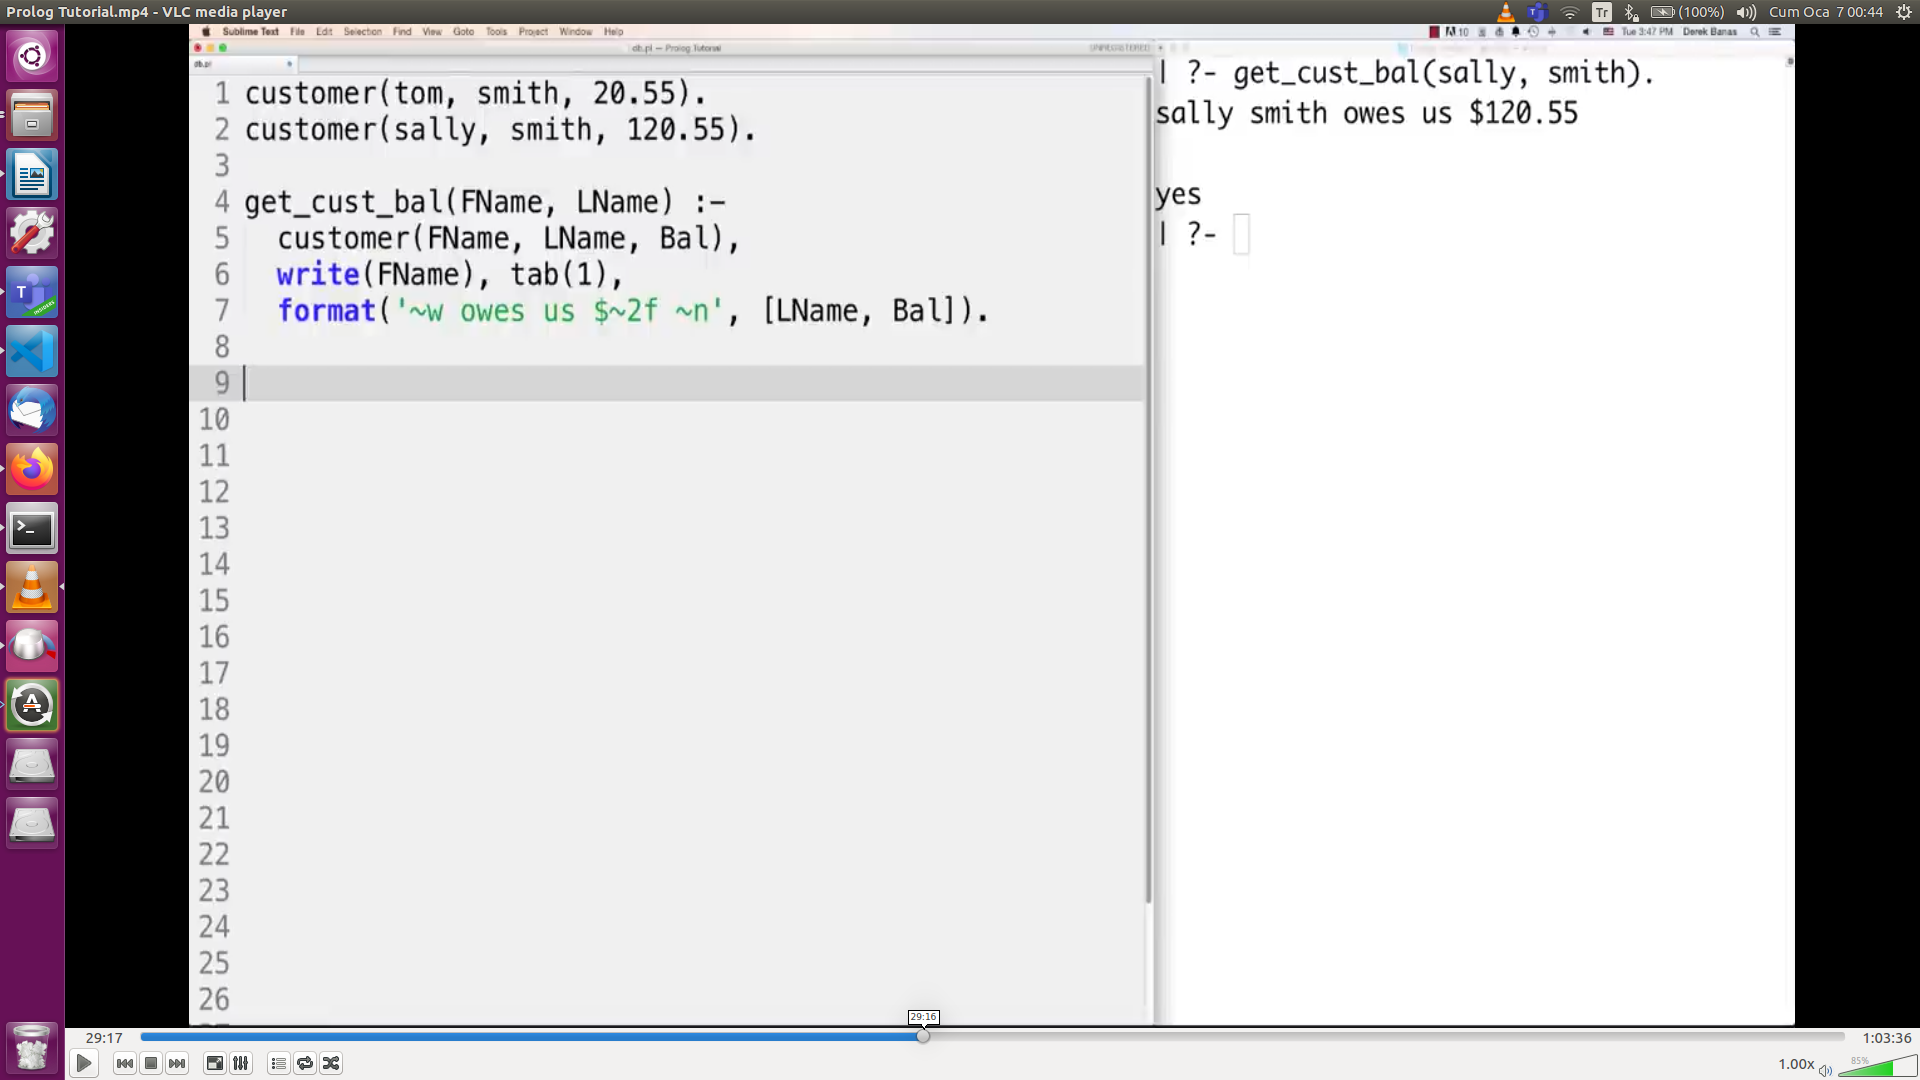 Prolog Tutorial.mp4 - VLC media player
Tr (100%) Cum Oca 7 00:44
Sublime Text File Edit Selection Find View Goto Tools Project Window Help
10 Tue 3:47 PM Derek Banas
db.pl — Prolog Tutorial
UNREGISTERED
db.pl
1 customer(tom, smith, 20.55).
2 customer(sally, smith, 120.55).
3
4 get_cust_bal(FName, LName) :-
5 customer(FName, LName, Bal),
6 write(FName), tab(1),
7 format('~w owes us $~2f ~n', [LName, Bal]).
8
9
10
11
12
13
14
15
16
17
18
19
20
21
22
23
24
25
26
| ?- get_cust_bal(sally, smith).
sally smith owes us $120.55
yes
| ?-
29:16
29:17
1:03:36
1.00x
85%